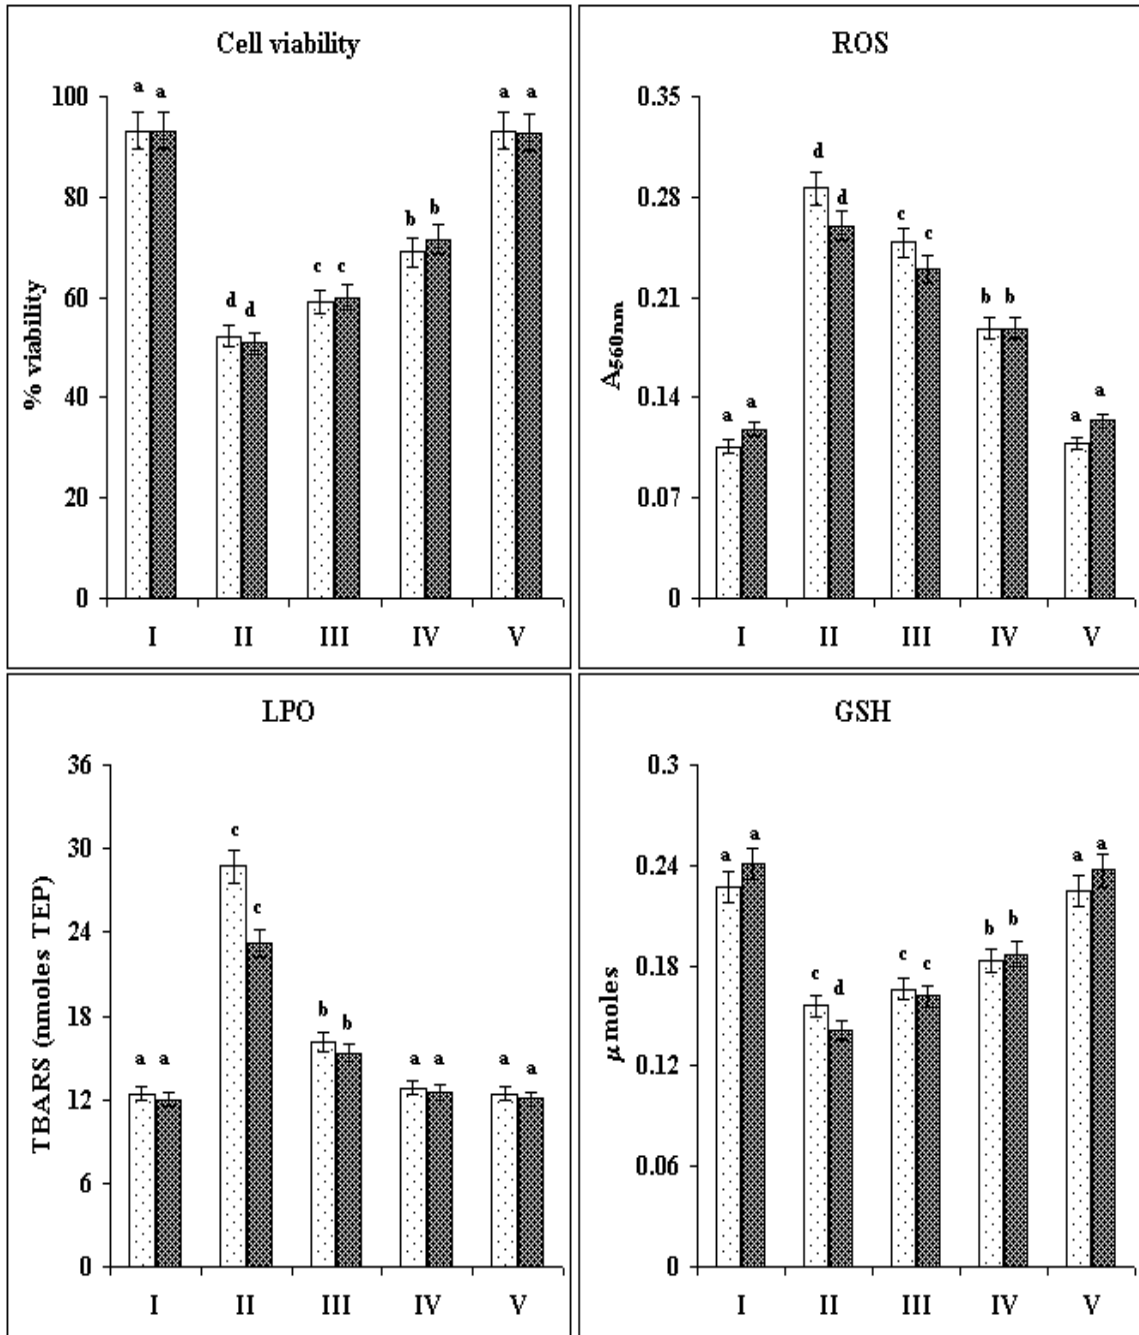 Cell viability
a a a a
100
80
b b
c c
60
d d
40
20
0
% viability
I II III IV V
ROS
0.35
d
0.28
d
c
c
0.21
b b
0.14
a a a a
0.07
0
A560nm
I II III IV V
LPO
36
30
c
24
c
18
b b
a a a a a a
12
6
0
TBARS (nmoles TEP)
I II III IV V
GSH
0.3
a a a a
0.24
b b
0.18
c d c c
0.12
0.06
0
μ moles
I II III IV V